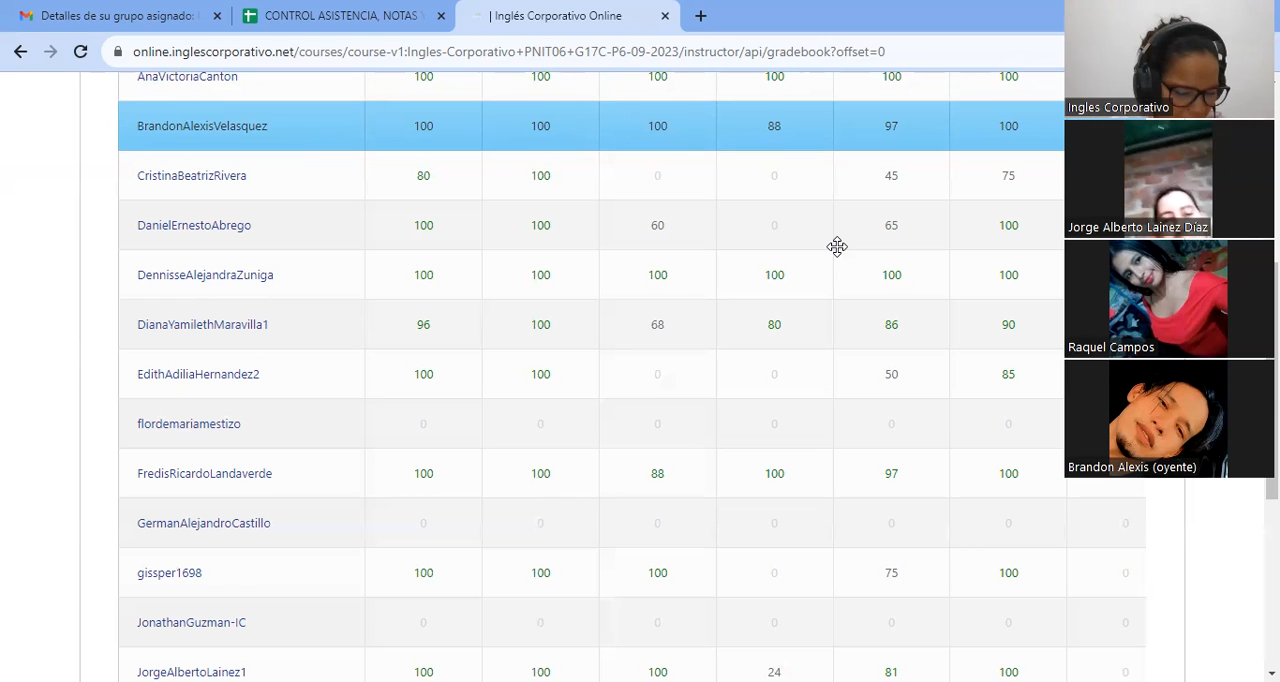 Detalles de su grupo asignado:
CONTROL ASISTENCIA, NOTAS Y
| Inglés Corporativo Online
online.inglescorporativo.net/courses/course-v1:Ingles-Corporativo+PNIT06+G17C-P6-09-2023/instructor/api/gradebook?offset=0
AnaVictoriaCanton 100 100 100 100 100 100
BrandonAlexisVelasquez 100 100 100 88 97 100
CristinaBeatrizRivera 80 100 0 0 45 75
DanielErnestoAbrego 100 100 60 0 65 100
DennisseAlejandraZuniga 100 100 100 100 100 100
DianaYamilethMaravilla1 96 100 68 80 86 90
EdithAdiliaHernandez2 100 100 0 0 50 85
flordemariamestizo 0 0 0 0 0 0
FredisRicardoLandaverde 100 100 88 100 97 100
GermanAlejandroCastillo 0 0 0 0 0 0 0
gissper1698 100 100 100 0 75 100 0
JonathanGuzman-IC 0 0 0 0 0 0 0
JorgeAlbertoLainez1 100 100 100 24 81 100 0
Ingles Corporativo
Jorge Alberto Lainez Díaz
Raquel Campos
Brandon Alexis (oyente)